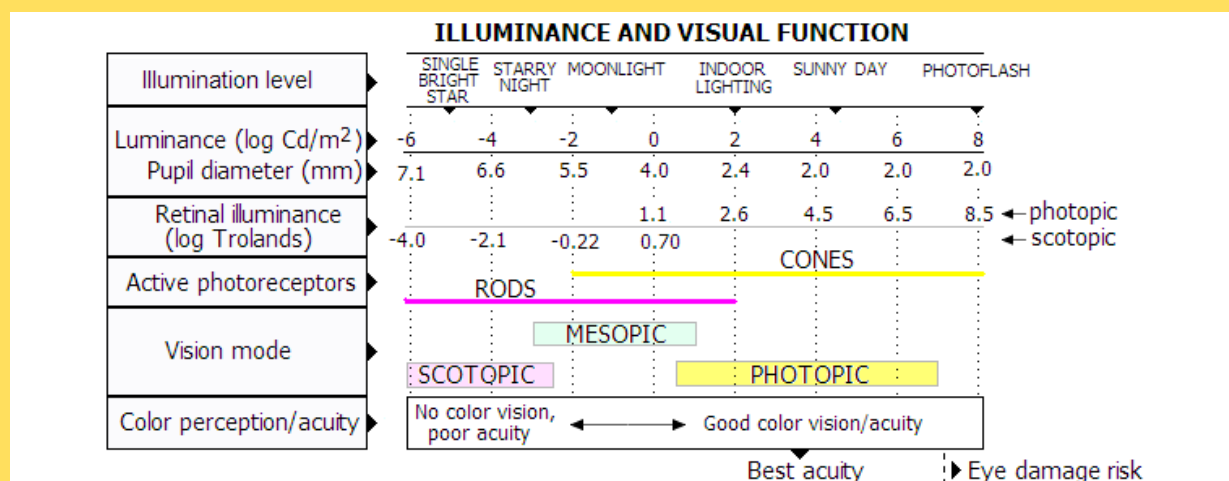 ILLUMINANCE AND VISUAL FUNCTION
Illumination level
SINGLE BRIGHT STAR
STARRY NIGHT
MOONLIGHT
INDOOR LIGHTING
SUNNY DAY
PHOTOFLASH
Luminance (log Cd/m²) -6 -4 -2 0 2 4 6 8
Pupil diameter (mm) 7.1 6.6 5.5 4.0 2.4 2.0 2.0 2.0
Retinal illuminance (log Trolands)
1.1 2.6 4.5 6.5 8.5 photopic
-4.0 -2.1 -0.22 0.70 scotopic
Active photoreceptors
CONES
RODS
Vision mode
MESOPIC
SCOTOPIC PHOTOPIC
Color perception/acuity
No color vision,
poor acuity
Good color vision/acuity
Best acuity Eye damage risk